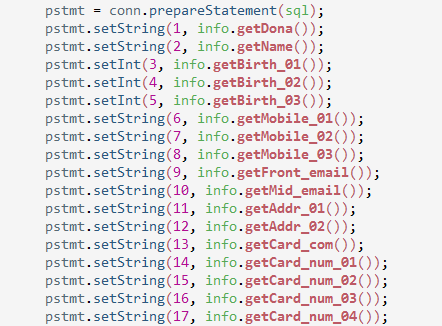 pstmt = conn.prepareStatement(sql);
pstmt.setString(1, info.getDona());
pstmt.setString(2, info.getName());
pstmt.setInt(3, info.getBirth_01());
pstmt.setInt(4, info.getBirth_02());
pstmt.setInt(5, info.getBirth_03());
pstmt.setString(6, info.getMobile_01());
pstmt.setString(7, info.getMobile_02());
pstmt.setString(8, info.getMobile_03());
pstmt.setString(9, info.getFront_email());
pstmt.setString(10, info.getMid_email());
pstmt.setString(11, info.getAddr_01());
pstmt.setString(12, info.getAddr_02());
pstmt.setString(13, info.getCard_com());
pstmt.setString(14, info.getCard_num_01());
pstmt.setString(15, info.getCard_num_02());
pstmt.setString(16, info.getCard_num_03());
pstmt.setString(17, info.getCard_num_04());